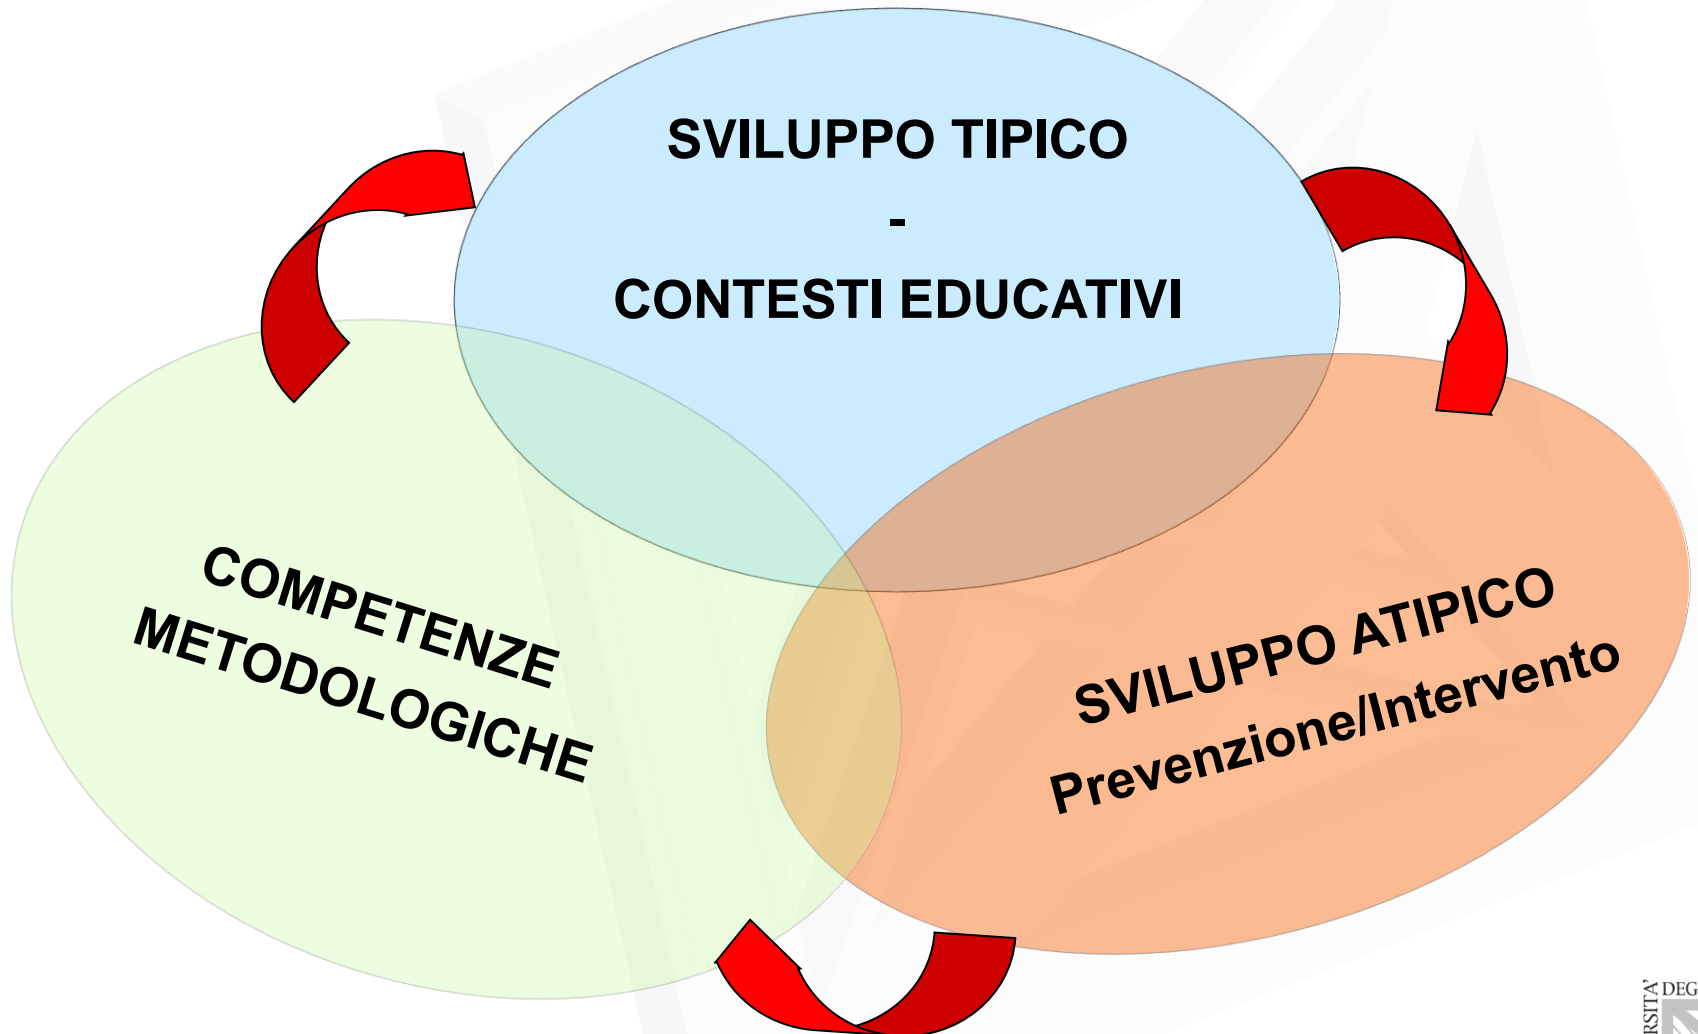 SVILUPPO TIPICO
-
CONTESTI EDUCATIVI
COMPETENZE
METODOLOGICHE
SVILUPPO ATIPICO
Prevenzione/Intervento